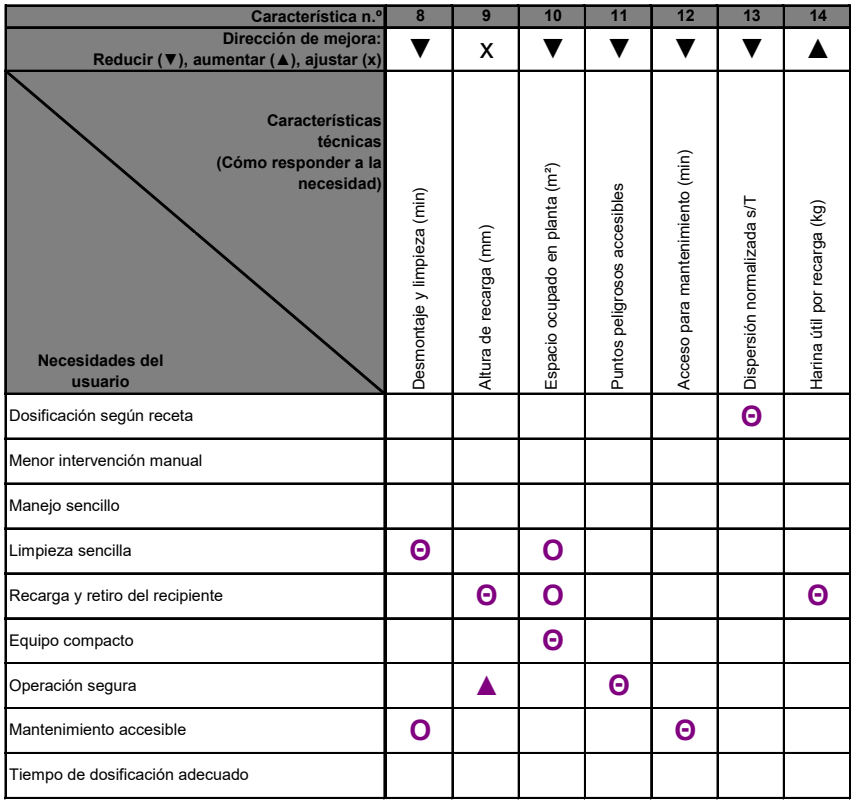 Característica n.º 8 9 10 11 12 13 14
Dirección de mejora:
Reducir (▼), aumentar (▲), ajustar (x) ▼ x ▼ ▼ ▼ ▼ ▲
Características
técnicas
(Cómo responder a la
necesidad)
Necesidades del
usuario
Desmontaje y limpieza (min)
Altura de recarga (mm)
Espacio ocupado en planta (m²)
Puntos peligrosos accesibles
Acceso para mantenimiento (min)
Dispersión normalizada s/T
Harina útil por recarga (kg)
Dosificación según receta Θ
Menor intervención manual
Manejo sencillo
Limpieza sencilla Θ Ο
Recarga y retiro del recipiente Θ Ο Θ
Equipo compacto Θ
Operación segura ▲ Θ
Mantenimiento accesible Ο Θ
Tiempo de dosificación adecuado